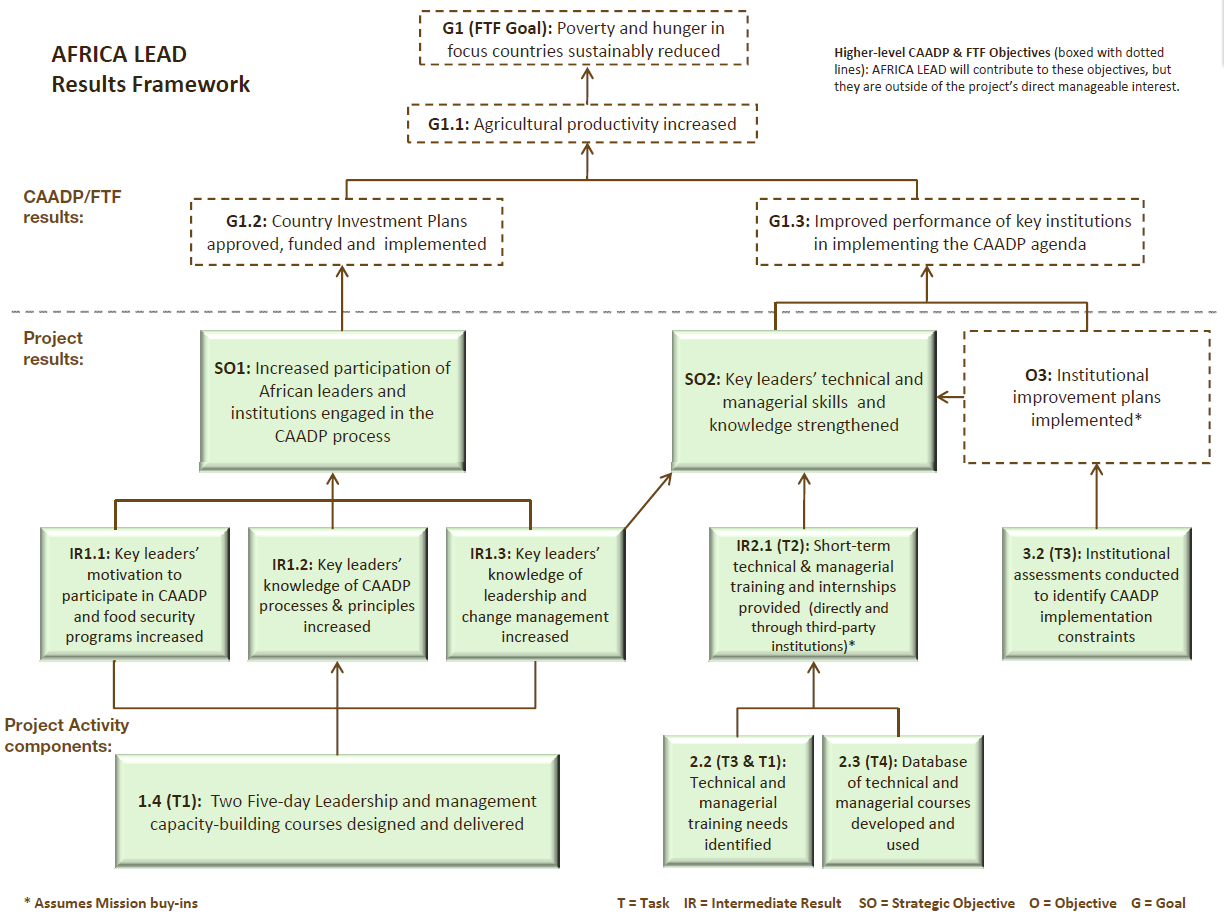 AFRICA LEAD
Results Framework
G1 (FTF Goal): Poverty and hunger in
focus countries sustainably reduced
Higher-level CAADP & FTF Objectives (boxed with dotted
lines): AFRICA LEAD will contribute to these objectives, but
they are outside of the project's direct manageable interest.
G1.1: Agricultural productivity increased
CAADP/FTF
results:
G1.2: Country Investment Plans
approved, funded and implemented
G1.3: Improved performance of key institutions
in implementing the CAADP agenda
Project
results:
SO1: Increased participation of
African leaders and
institutions engaged in the
CAADP process
SO2: Key leaders' technical and
managerial skills and
knowledge strengthened
O3: Institutional
improvement plans
implemented*
IR1.1: Key leaders'
motivation to
participate in CAADP
and food security
programs increased
IR1.2: Key leaders'
knowledge of CAADP
processes & principles
increased
IR1.3: Key leaders'
knowledge of
leadership and
change management
increased
IR2.1 (T2): Short-term
technical & managerial
training and internships
provided (directly and
through third-party
institutions)*
3.2 (T3): Institutional
assessments conducted
to identify CAADP
implementation
constraints
Project Activity
components:
1.4 (T1): Two Five-day Leadership and management
capacity-building courses designed and delivered
2.2 (T3 & T1):
Technical and
managerial
training needs
identified
2.3 (T4): Database
of technical and
managerial courses
developed and
used
* Assumes Mission buy-ins
T = Task IR = Intermediate Result SO = Strategic Objective O = Objective G = Goal